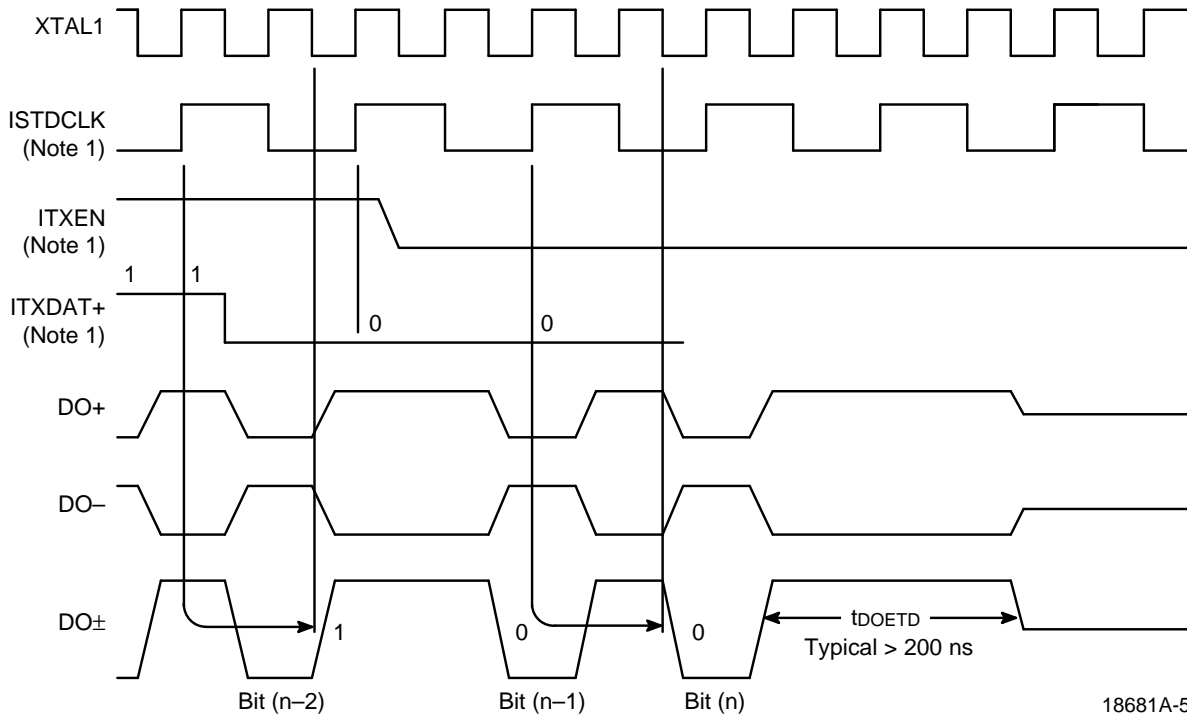 XTAL1
ISTDCLK
(Note 1)
ITXEN
(Note 1)
1 1
ITXDAT+
(Note 1)
0 0
DO+
DO–
DO±
1 0 0
tDOETD
Typical > 200 ns
Bit (n–2) Bit (n–1) Bit (n)
18681A-5